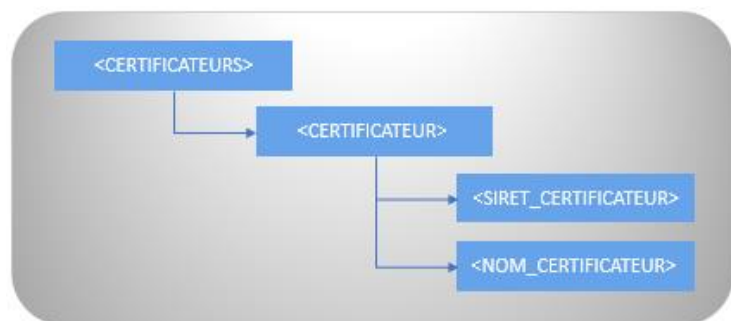 <CERTIFICATEURS>
<CERTIFICATEUR>
<SIRET_CERTIFICATEUR>
<NOM_CERTIFICATEUR>